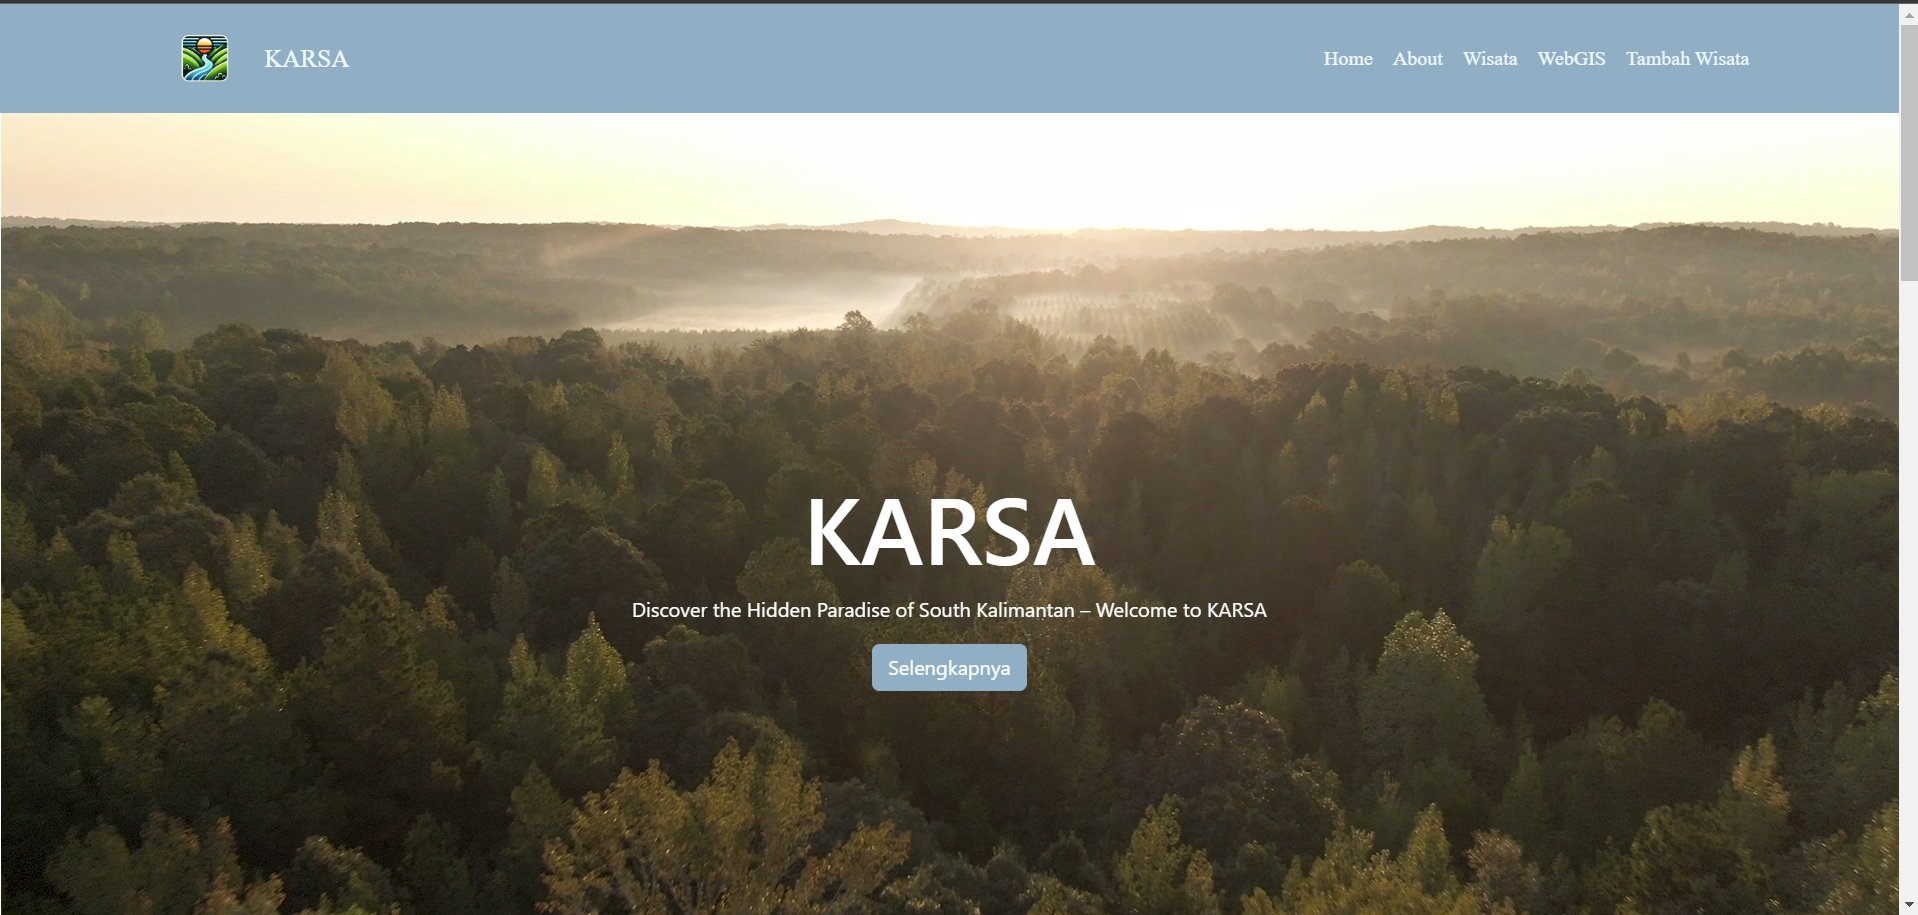 KARSA
Home About Wisata WebGIS Tambah Wisata
KARSA
Discover the Hidden Paradise of South Kalimantan – Welcome to KARSA
Selengkapnya